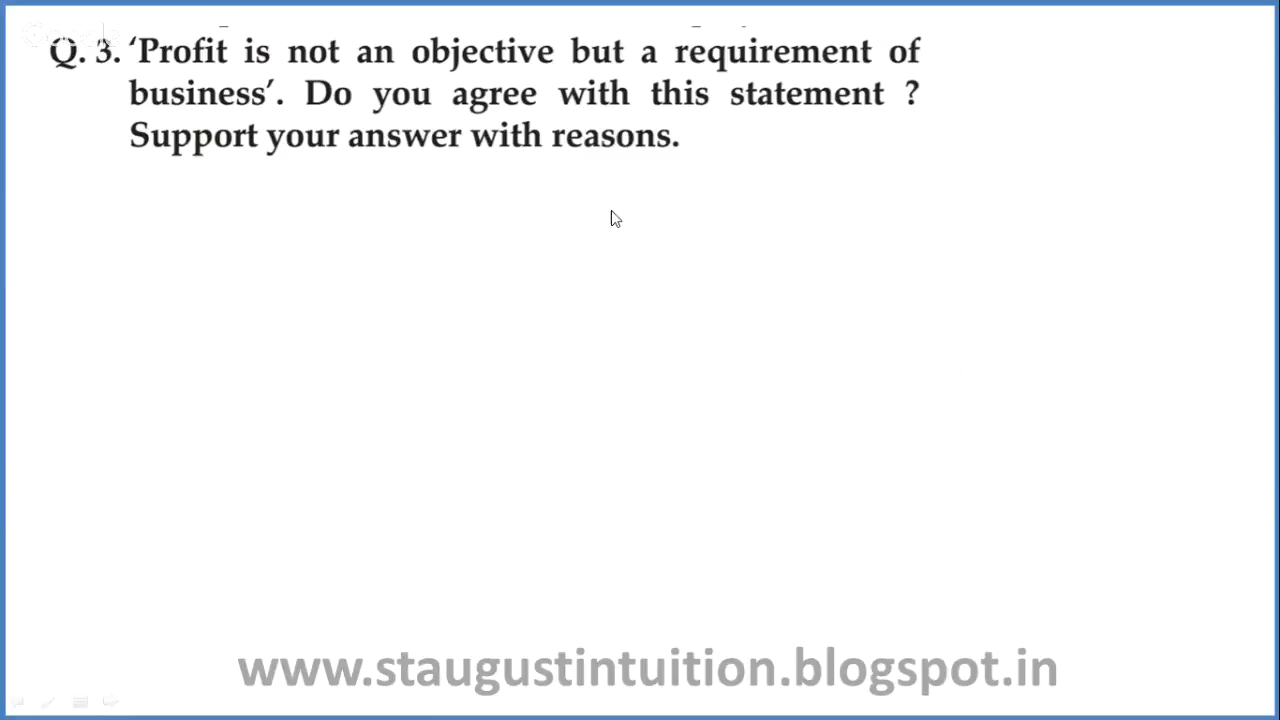 Q. 3. ‘Profit is not an objective but a requirement of
business’. Do you agree with this statement ?
Support your answer with reasons.
www.staugustintuition.blogspot.in